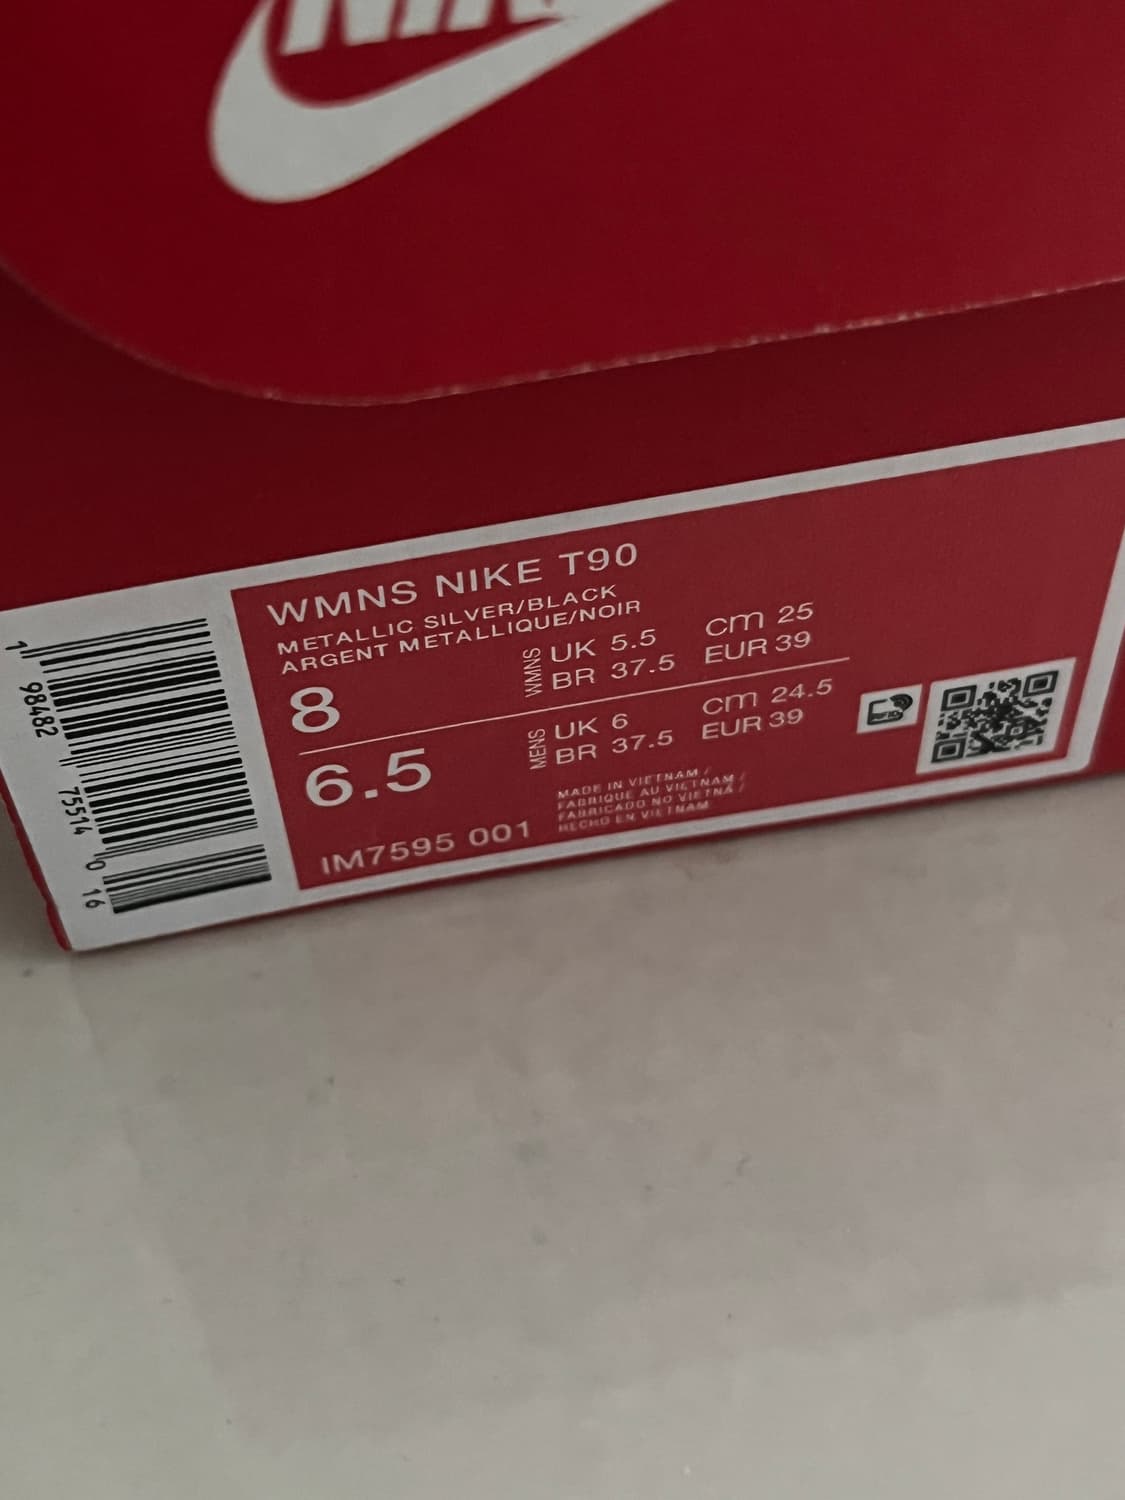 NIKE
WMNS NIKE T90
METALLIC SILVER/BLACK
ARGENT METALLIQUE/NOIR
8
WMNS
UK 5.5
BR 37.5
cm 25
EUR 39
6.5
MENS
UK 6
BR 37.5
cm 24.5
EUR 39
IM7595 001
MADE IN VIETNAM /
FABRIQUE AU VIETNAM /
FABRICADO NO VIETNÃ /
HECHO EN VIETNAM
1 98482 75514 0 16